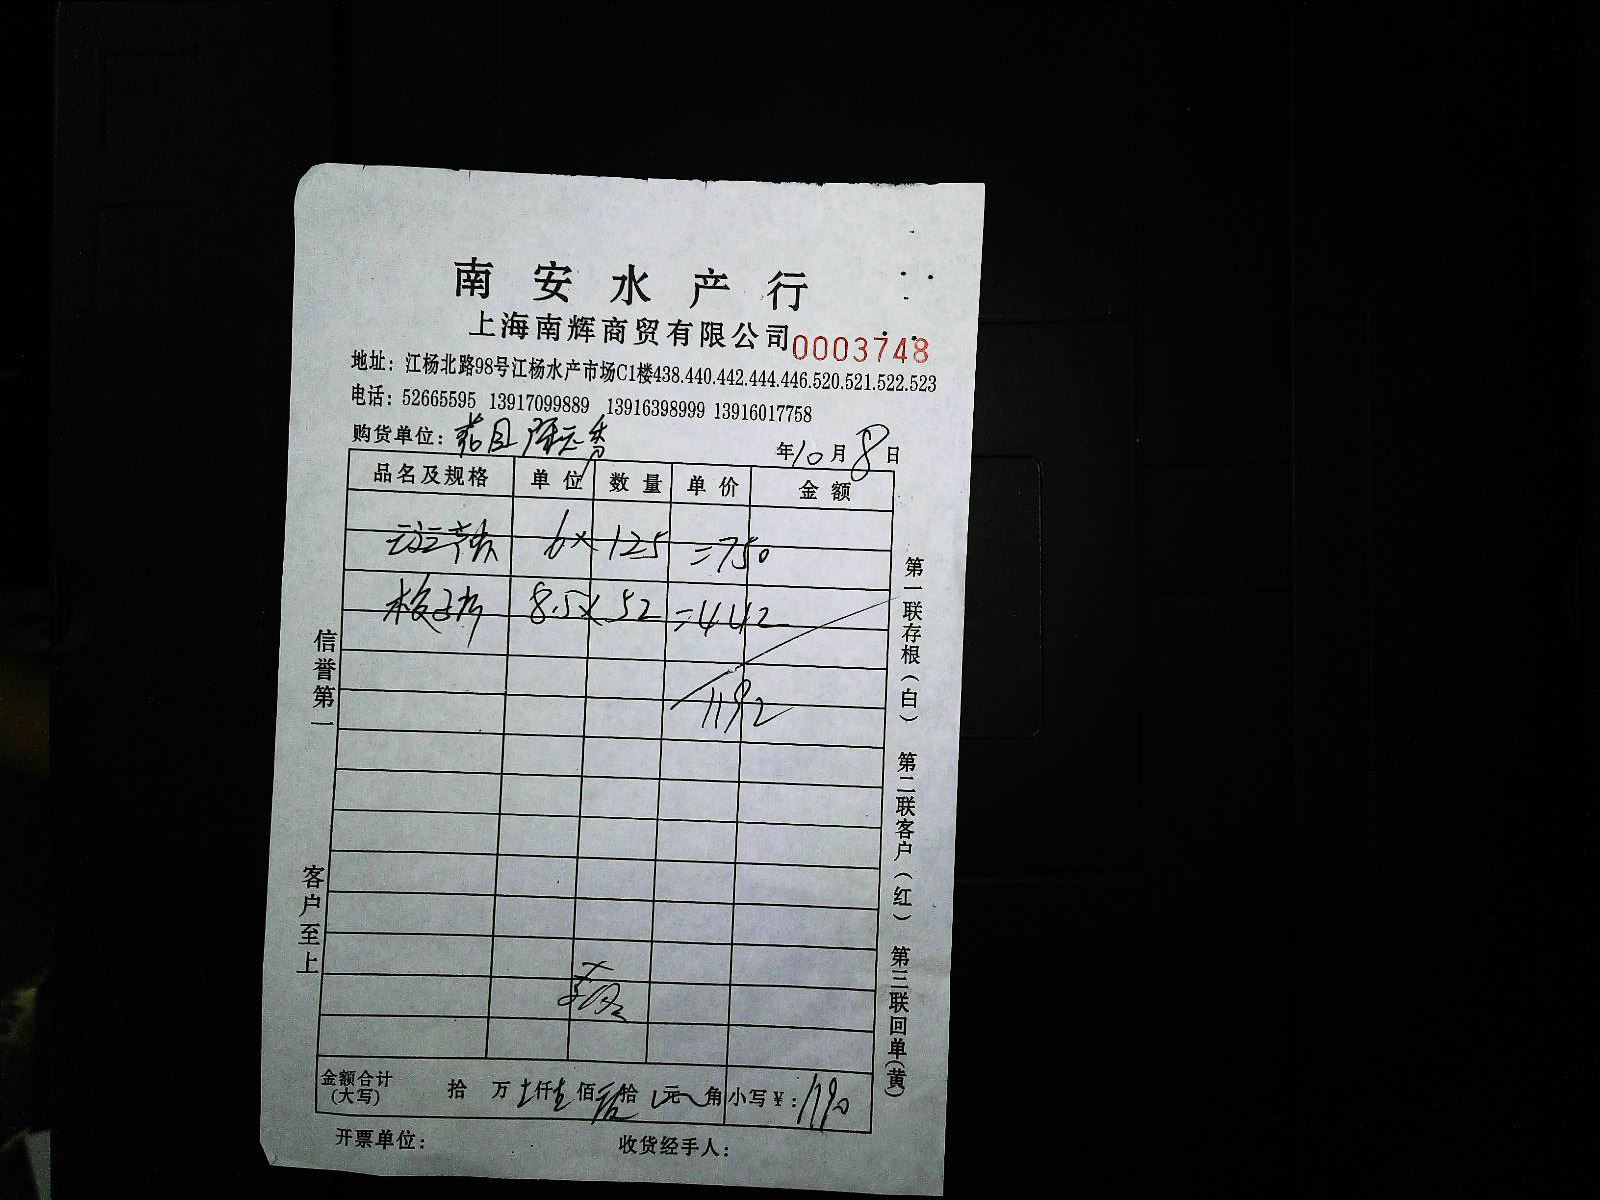 南安水产行
上海南辉商贸有限公司 0003748
地址：江杨北路98号江杨水产市场C1楼438.440.442.444.446.520.521.522.523
电话：52665595 13917099889 13916398999 13916017758
购货单位： 年10月8日
品名及规格 单位 数量 单价 金额
6× 125 =750
8.5× 52 =442
1192
金额合计（大写） 拾 万 仟 佰 拾 元 角 小写¥：1190
开票单位： 收货经手人：
信誉第一 客户至上
第一联存根（白） 第二联客户（红） 第三联回单（黄）